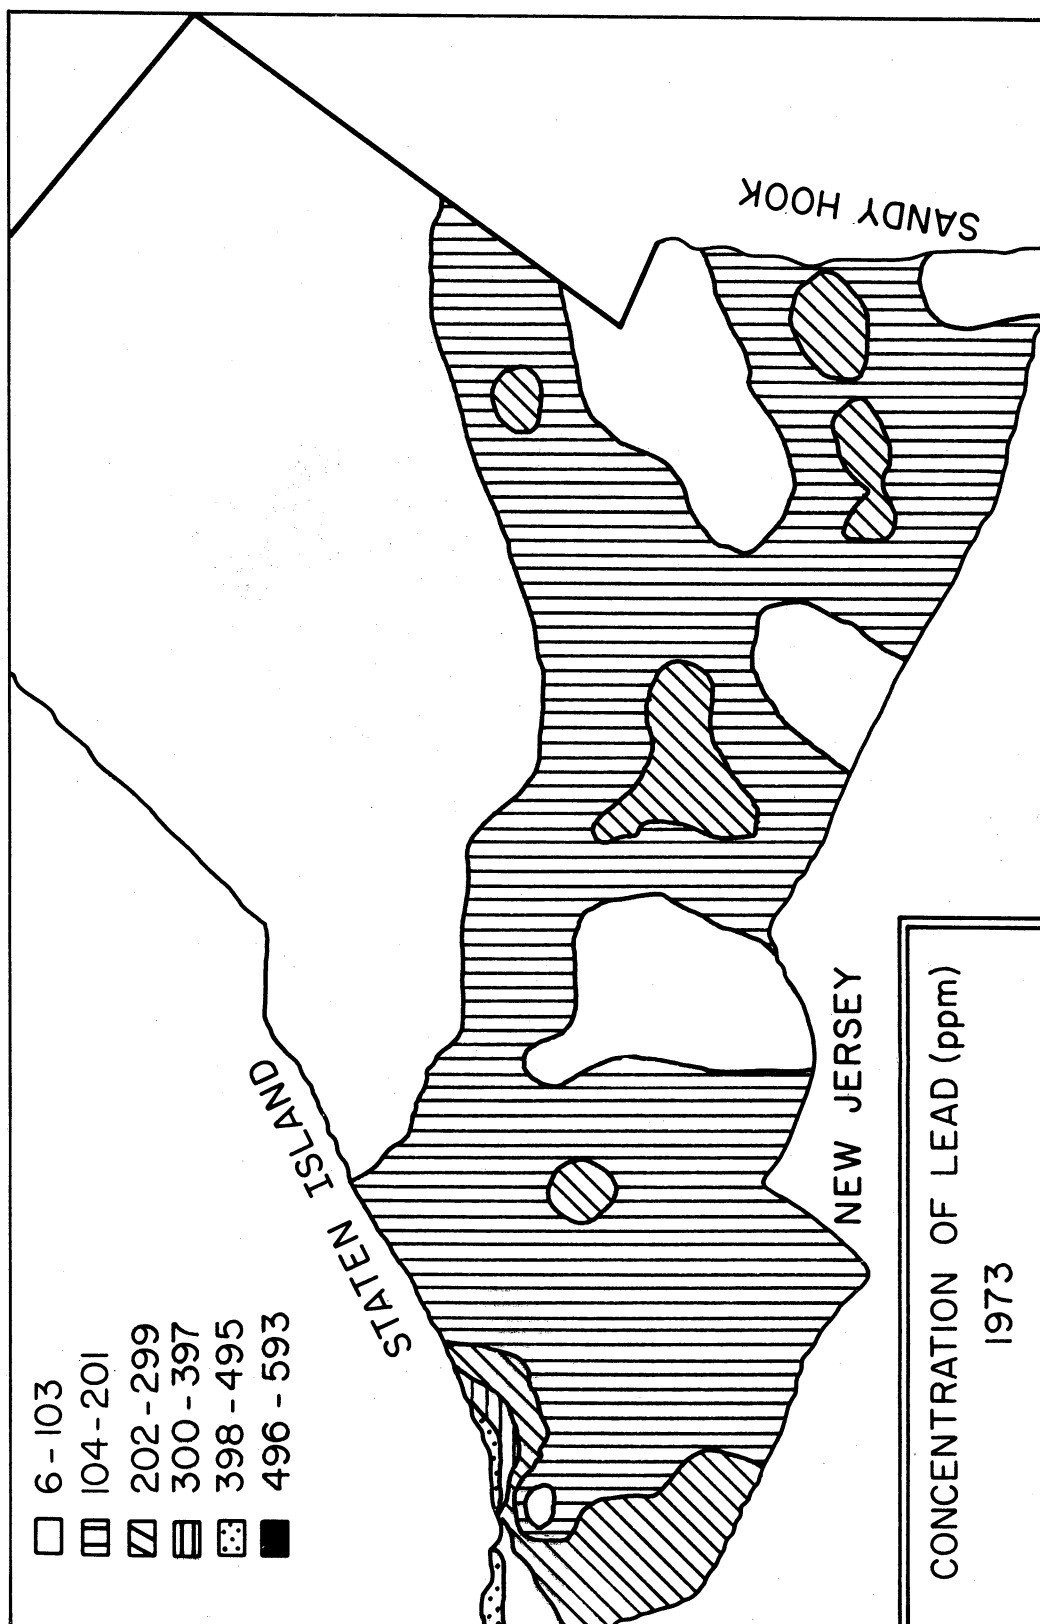 6-103
104-201
202-299
300-397
398-495
496-593
STATEN ISLAND
SANDY HOOK
NEW JERSEY
CONCENTRATION OF LEAD (ppm)
1973